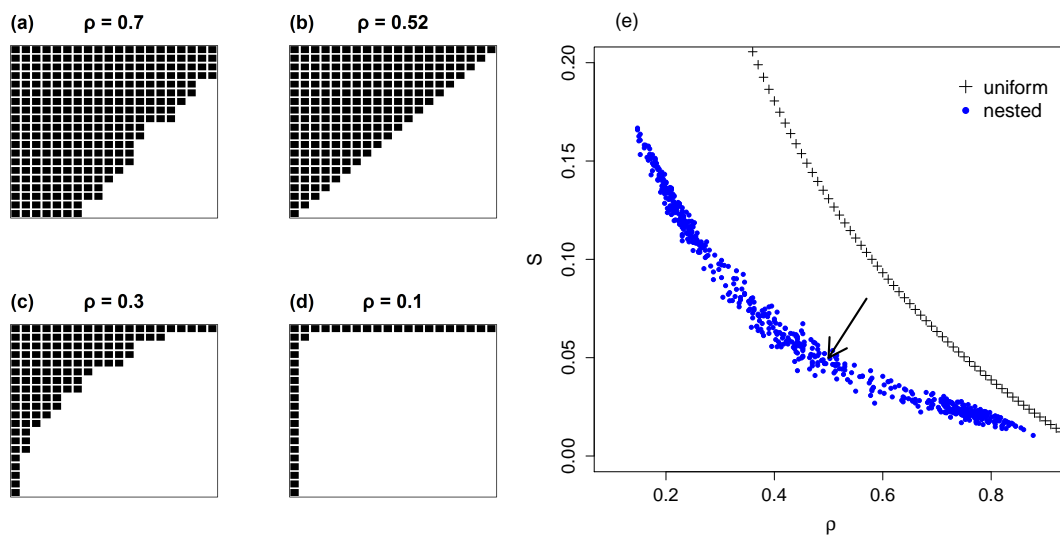 (a) ρ = 0.7
(b) ρ = 0.52
(c) ρ = 0.3
(d) ρ = 0.1
(e)
uniform
nested
S
0.20
0.15
0.10
0.05
0.00
0.2 0.4 0.6 0.8
ρ